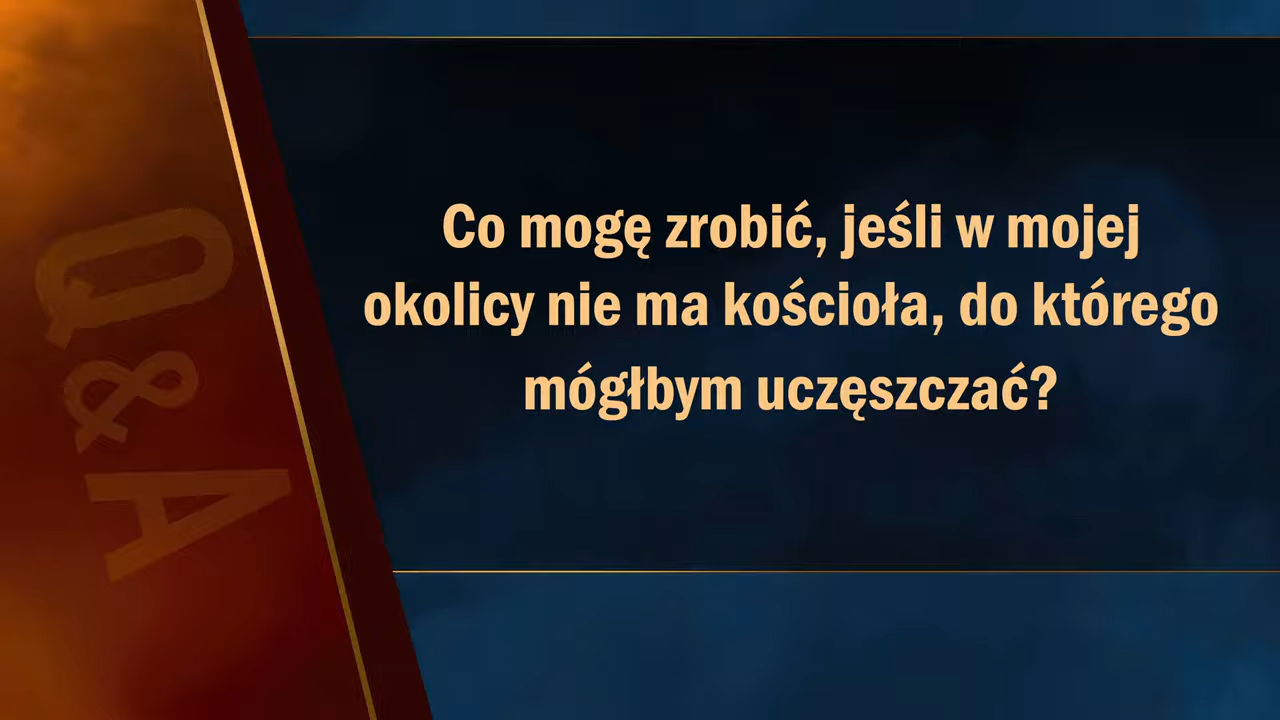 Q & A
Co mogę zrobić, jeśli w mojej
okolicy nie ma kościoła, do którego
mógłbym uczęszczać?